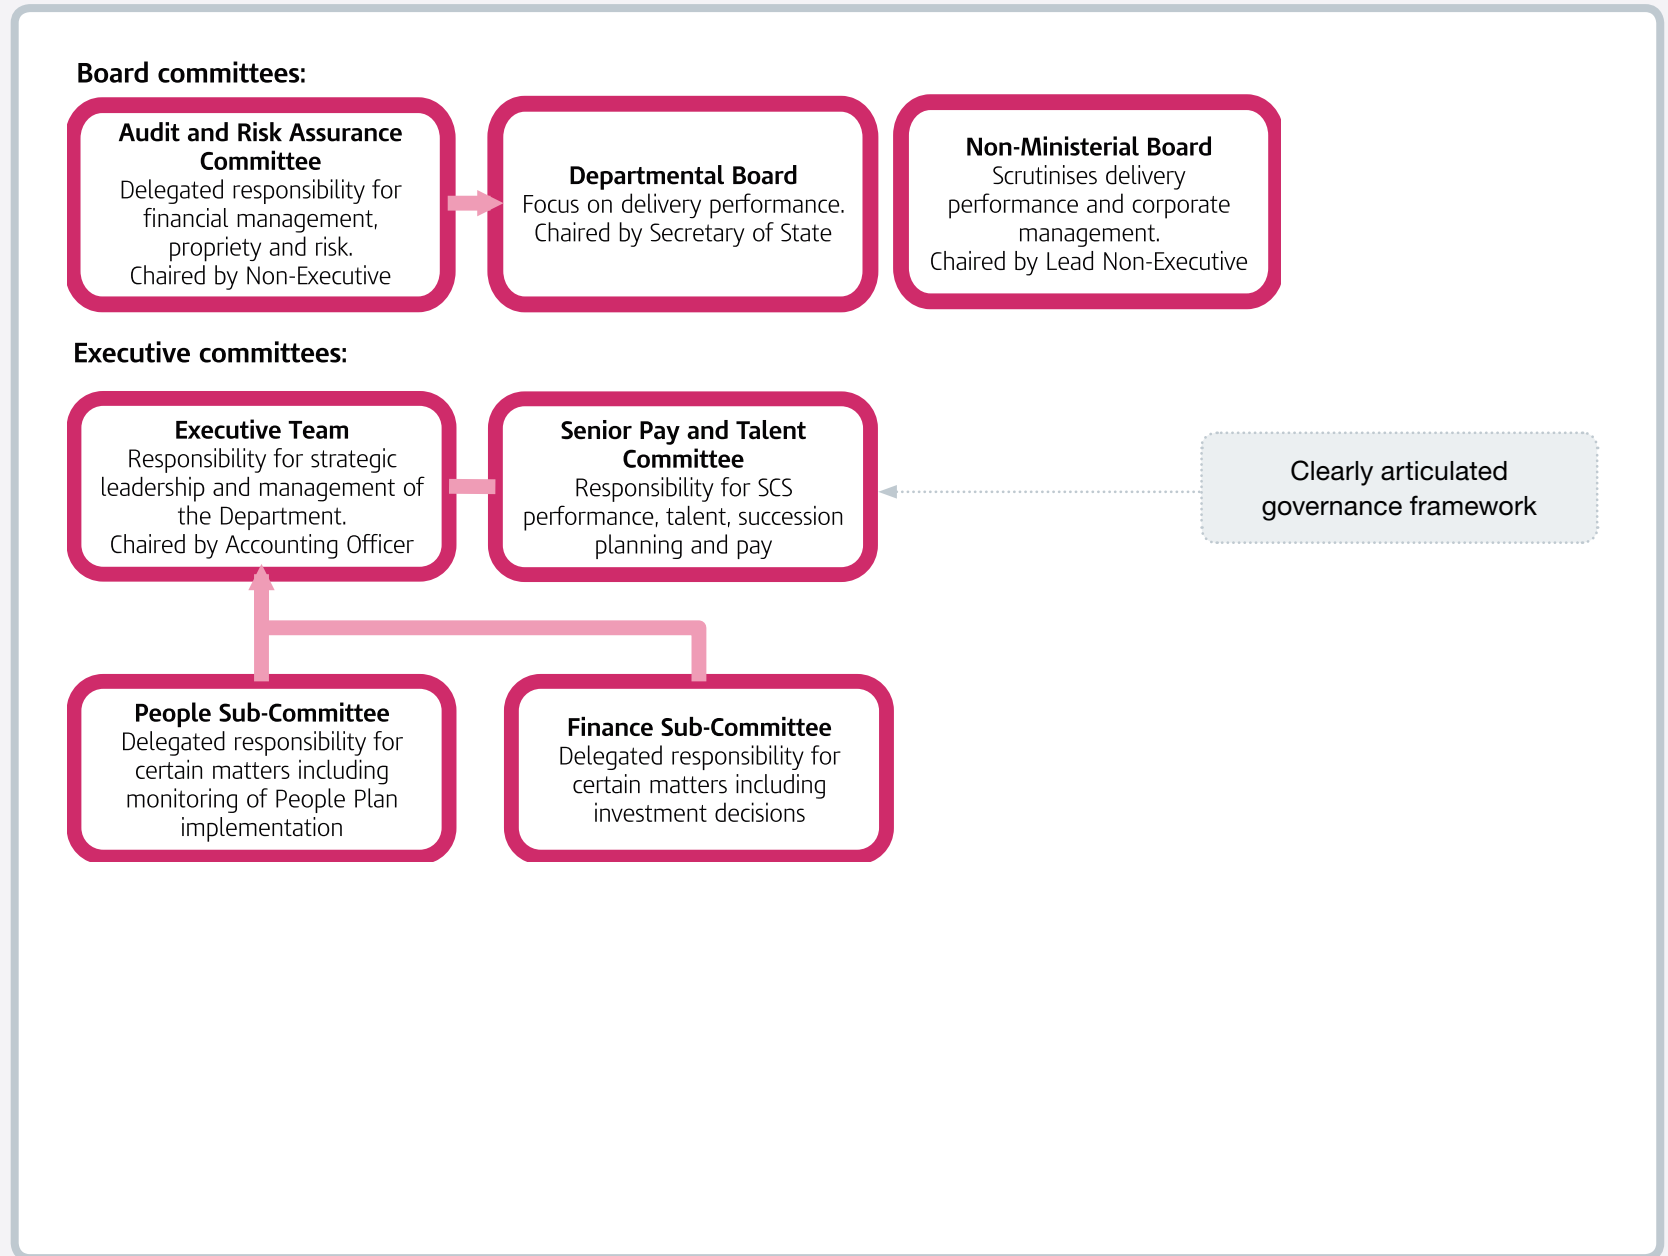 Board committees:
Audit and Risk Assurance
Committee
Delegated responsibility for
financial management,
propriety and risk.
Chaired by Non-Executive
Departmental Board
Focus on delivery performance.
Chaired by Secretary of State
Non-Ministerial Board
Scrutinises delivery
performance and corporate
management.
Chaired by Lead Non-Executive
Executive committees:
Executive Team
Responsibility for strategic
leadership and management of
the Department.
Chaired by Accounting Officer
Senior Pay and Talent
Committee
Responsibility for SCS
performance, talent, succession
planning and pay
Clearly articulated
governance framework
People Sub-Committee
Delegated responsibility for
certain matters including
monitoring of People Plan
implementation
Finance Sub-Committee
Delegated responsibility for
certain matters including
investment decisions